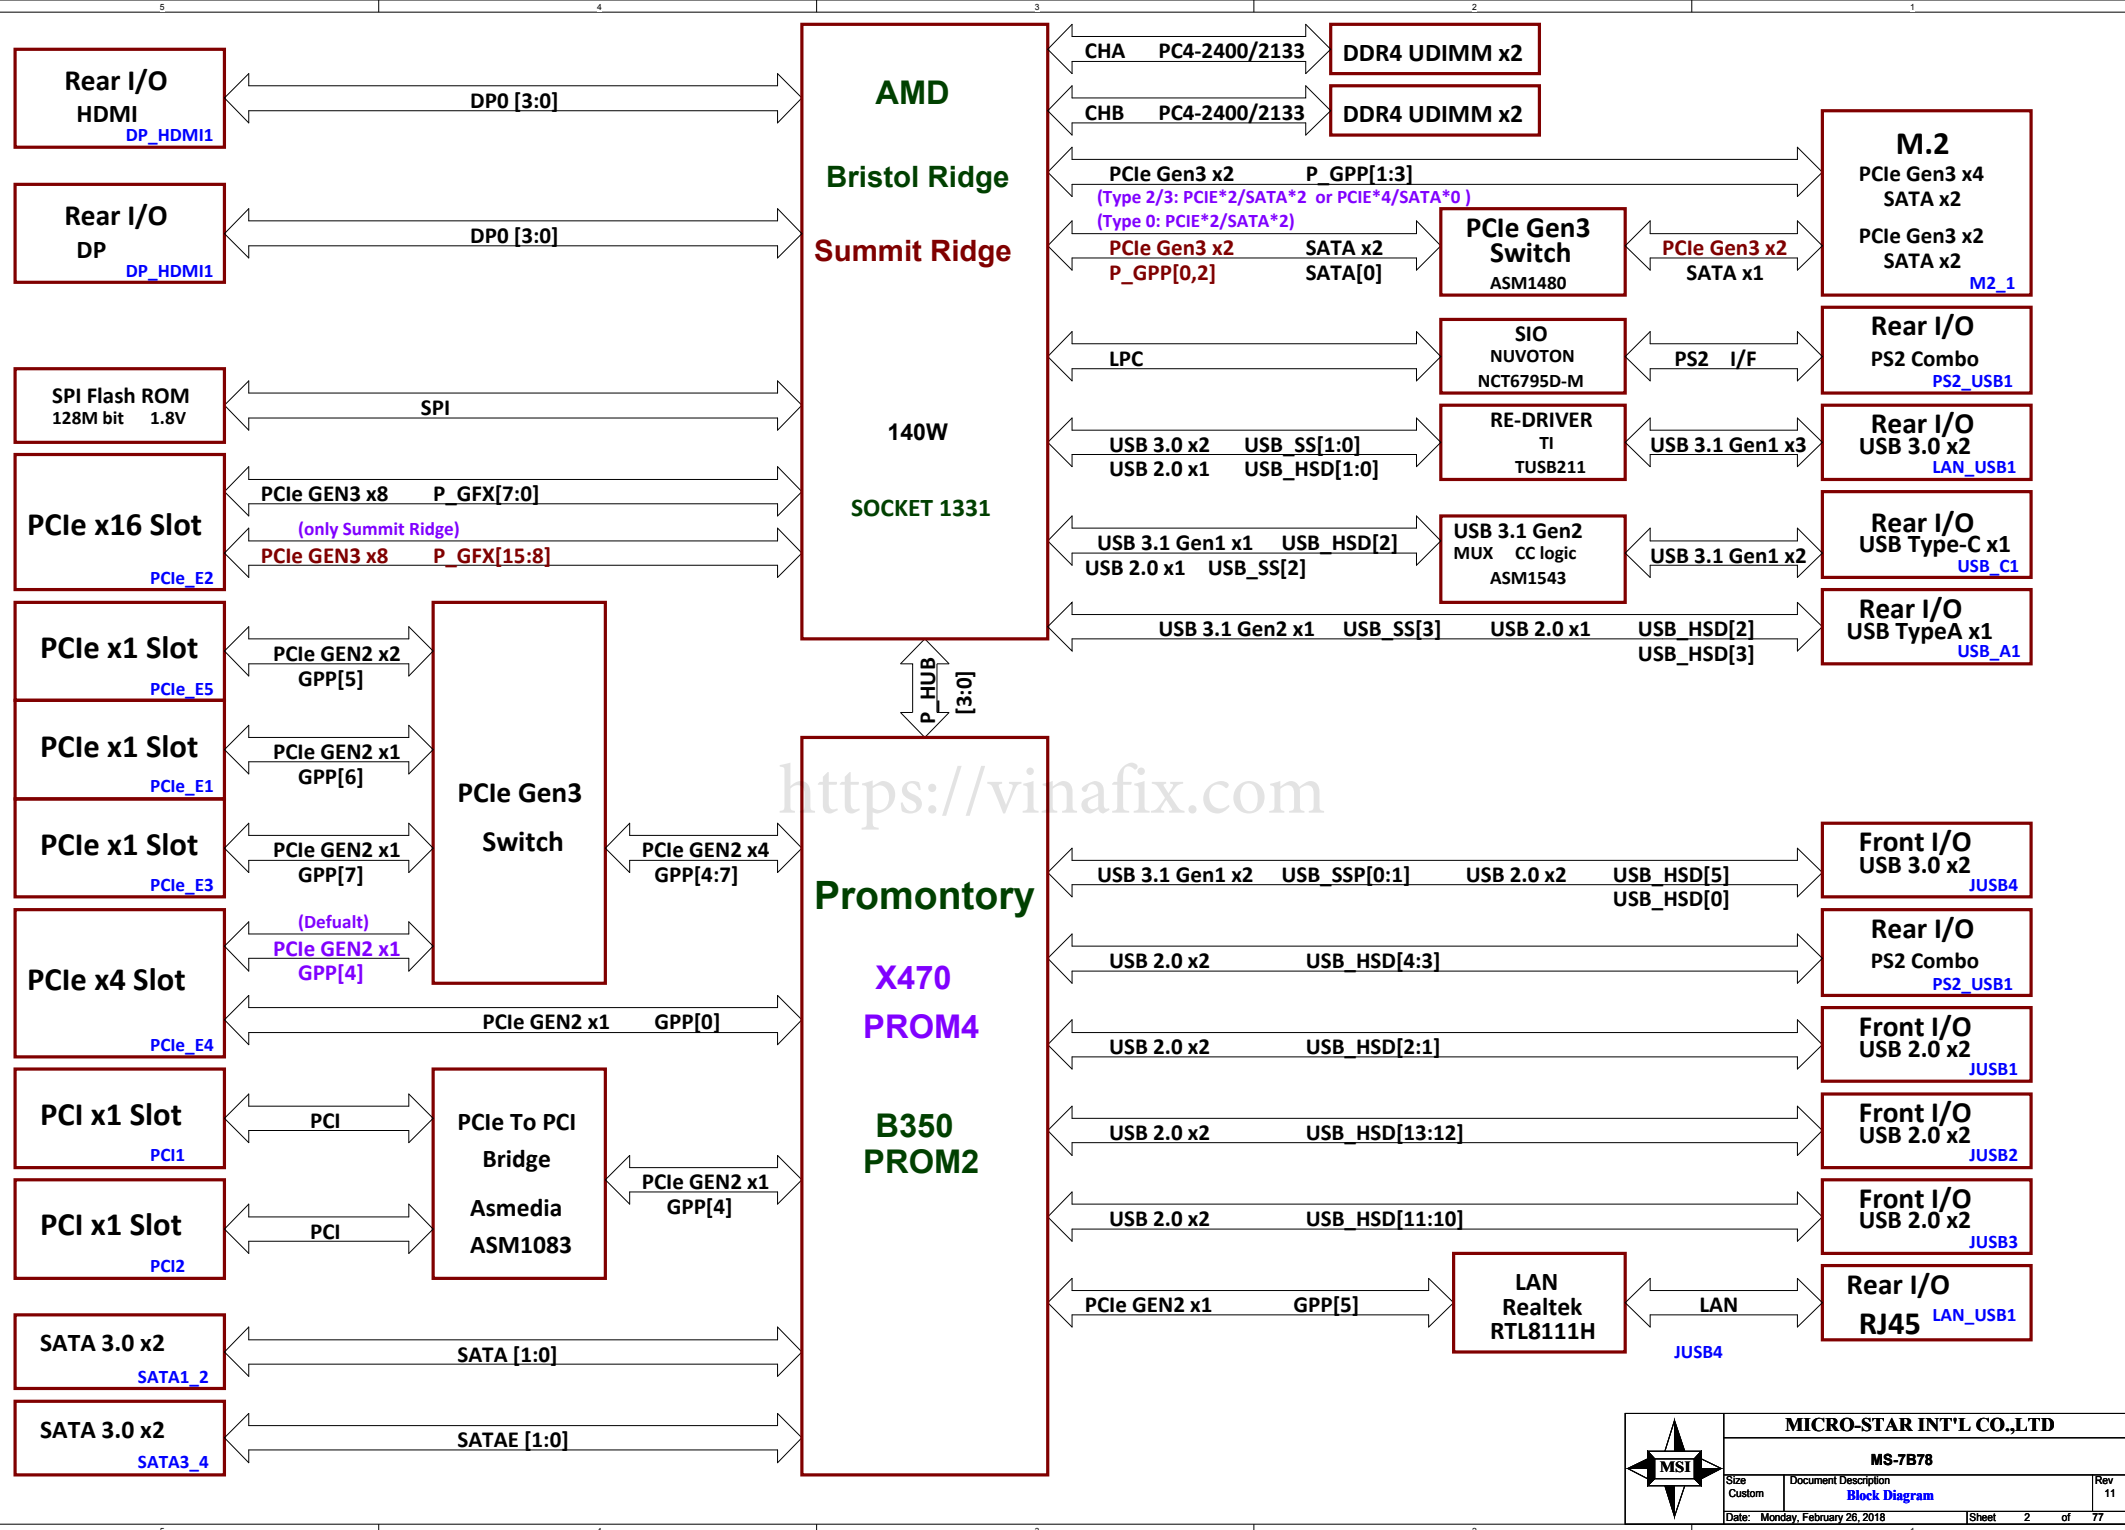 5 4 3 2 1
Rear I/O
HDMI
DP_HDMI1
DP0 [3:0]
Rear I/O
DP
DP_HDMI1
DP0 [3:0]
SPI Flash ROM
128M bit 1.8V
SPI
PCIe x16 Slot
PCIe_E2
PCIe GEN3 x8 P_GFX[7:0]
(only Summit Ridge)
PCIe GEN3 x8 P_GFX[15:8]
PCIe x1 Slot
PCIe_E5
PCIe GEN2 x2
GPP[5]
PCIe x1 Slot
PCIe_E1
PCIe GEN2 x1
GPP[6]
PCIe x1 Slot
PCIe_E3
PCIe GEN2 x1
GPP[7]
PCIe x4 Slot
PCIe_E4
(Defualt)
PCIe GEN2 x1
GPP[4]
PCIe GEN2 x1 GPP[0]
PCIe Gen3
Switch
PCIe GEN2 x4
GPP[4:7]
PCI x1 Slot
PCI1
PCI
PCI x1 Slot
PCI2
PCI
PCIe To PCI
Bridge
Asmedia
ASM1083
PCIe GEN2 x1
GPP[4]
SATA 3.0 x2
SATA1_2
SATA [1:0]
SATA 3.0 x2
SATA3_4
SATAE [1:0]
AMD
Bristol Ridge
Summit Ridge
140W
SOCKET 1331
P_HUB
[3:0]
https://vinafix.com
Promontory
X470
PROM4
B350
PROM2
CHA PC4-2400/2133
DDR4 UDIMM x2
CHB PC4-2400/2133
DDR4 UDIMM x2
PCIe Gen3 x2 P_GPP[1:3]
(Type 2/3: PCIE*2/SATA*2 or PCIE*4/SATA*0 )
(Type 0: PCIE*2/SATA*2)
PCIe Gen3 x2 SATA x2
P_GPP[0,2] SATA[0]
PCIe Gen3
Switch
ASM1480
PCIe Gen3 x2
SATA x1
M.2
PCIe Gen3 x4
SATA x2
PCIe Gen3 x2
SATA x2
M2_1
LPC
SIO
NUVOTON
NCT6795D-M
PS2 I/F
Rear I/O
PS2 Combo
PS2_USB1
USB 3.0 x2 USB_SS[1:0]
USB 2.0 x1 USB_HSD[1:0]
RE-DRIVER
TI
TUSB211
USB 3.1 Gen1 x3
Rear I/O
USB 3.0 x2
LAN_USB1
USB 3.1 Gen1 x1 USB_HSD[2]
USB 2.0 x1 USB_SS[2]
USB 3.1 Gen2
MUX CC logic
ASM1543
USB 3.1 Gen1 x2
Rear I/O
USB Type-C x1
USB_C1
USB 3.1 Gen2 x1 USB_SS[3] USB 2.0 x1 USB_HSD[2]
USB_HSD[3]
Rear I/O
USB TypeA x1
USB_A1
USB 3.1 Gen1 x2 USB_SSP[0:1] USB 2.0 x2 USB_HSD[5]
USB_HSD[0]
Front I/O
USB 3.0 x2
JUSB4
USB 2.0 x2 USB_HSD[4:3]
Rear I/O
PS2 Combo
PS2_USB1
USB 2.0 x2 USB_HSD[2:1]
Front I/O
USB 2.0 x2
JUSB1
USB 2.0 x2 USB_HSD[13:12]
Front I/O
USB 2.0 x2
JUSB2
USB 2.0 x2 USB_HSD[11:10]
Front I/O
USB 2.0 x2
JUSB3
PCIe GEN2 x1 GPP[5]
LAN
Realtek
RTL8111H
LAN
Rear I/O
RJ45 LAN_USB1
JUSB4
MSI
MICRO-STAR INT'L CO.,LTD
MS-7B78
Size
Custom
Document Description
Block Diagram
Rev
11
Date: Monday, February 26, 2018
Sheet 2 of 77